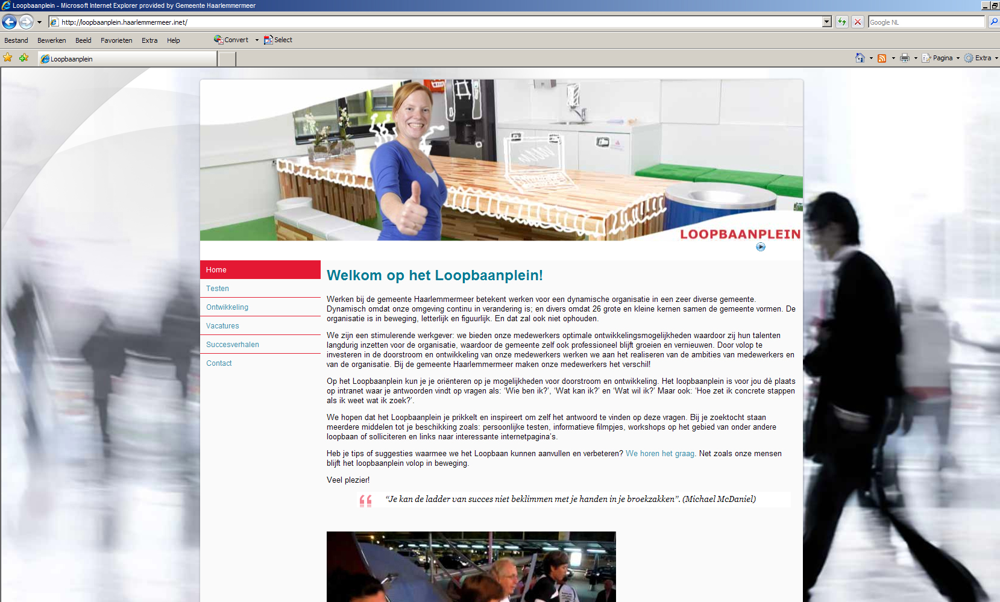 Loopbaanplein - Microsoft Internet Explorer provided by Gemeente Haarlemmermeer
http://loopbaanplein.haarlemmermeer.inet/
Google NL
Bestand Bewerken Beeld Favorieten Extra Help Convert Select
Loopbaanplein
Pagina Extra
LOOPBAANPLEIN
Home
Testen
Ontwikkeling
Vacatures
Succesverhalen
Contact
Welkom op het Loopbaanplein!
Werken bij de gemeente Haarlemmermeer betekent werken voor een dynamische organisatie in een zeer diverse gemeente.
Dynamisch omdat onze omgeving continu in verandering is; en divers omdat 26 grote en kleine kernen samen de gemeente vormen. De
organisatie is in beweging, letterlijk en figuurlijk. En dat zal ook niet ophouden.
We zijn een stimulerende werkgever: we bieden onze medewerkers optimale ontwikkelingsmogelijkheden waardoor zij hun talenten
langdurig inzetten voor de organisatie, waardoor de gemeente zelf ook professioneel blijft groeien en vernieuwen. Door volop te
investeren in de doorstroom en ontwikkeling van onze medewerkers werken we aan het realiseren van de ambities van medewerkers en
van de organisatie. Bij de gemeente Haarlemmermeer maken onze medewerkers het verschil!
Op het Loopbaanplein kun je je oriënteren op je mogelijkheden voor doorstroom en ontwikkeling. Het loopbaanplein is voor jou dè plaats
op intranet waar je antwoorden vindt op vragen als: ‘Wie ben ik?’, ‘Wat kan ik?’ en ‘Wat wil ik?’ Maar ook: ‘Hoe zet ik concrete stappen
als ik weet wat ik zoek?’.
We hopen dat het Loopbaanplein je prikkelt en inspireert om zelf het antwoord te vinden op deze vragen. Bij je zoektocht staan
meerdere middelen tot je beschikking zoals: persoonlijke testen, informatieve filmpjes, workshops op het gebied van onder andere
loopbaan of solliciteren en links naar interessante internetpagina’s.
Heb je tips of suggesties waarmee we het Loopbaan kunnen aanvullen en verbeteren? We horen het graag. Net zoals onze mensen
blijft het loopbaanplein volop in beweging.
Veel plezier!
“Je kan de ladder van succes niet beklimmen met je handen in je broekzakken”. (Michael McDaniel)